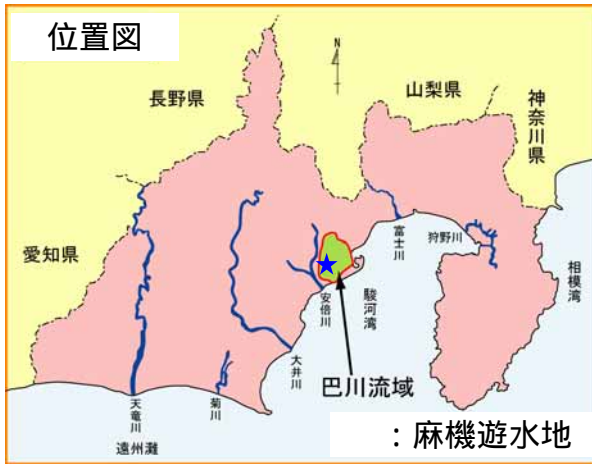 位置図
N
長野県
山梨県
神奈川県
愛知県
富士川
狩野川
相模湾
安倍川
駿河湾
大井川
巴川流域
天竜川
菊川
遠州灘
：麻機遊水地